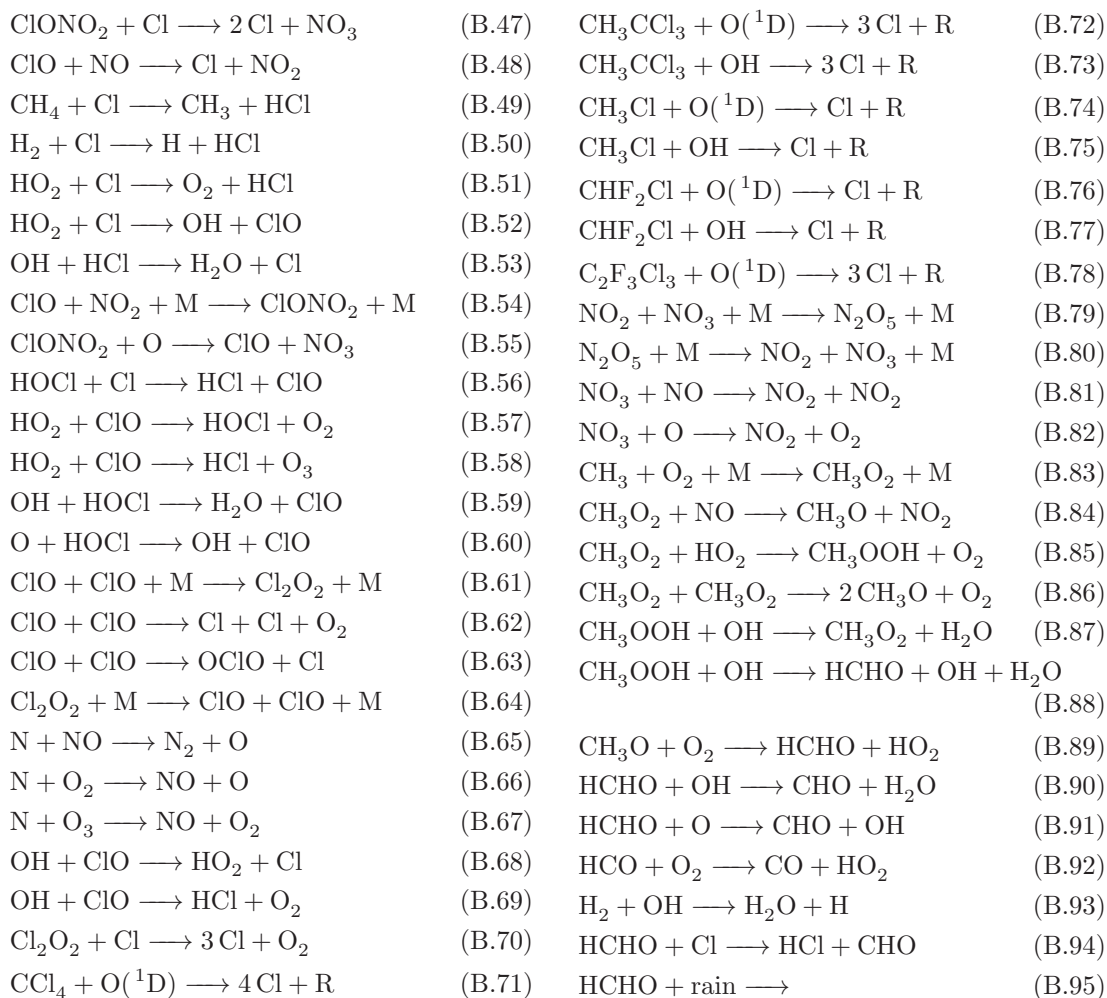 ClONO₂ + Cl ⟶ 2 Cl + NO₃ (B.47)
ClO + NO ⟶ Cl + NO₂ (B.48)
CH₄ + Cl ⟶ CH₃ + HCl (B.49)
H₂ + Cl ⟶ H + HCl (B.50)
HO₂ + Cl ⟶ O₂ + HCl (B.51)
HO₂ + Cl ⟶ OH + ClO (B.52)
OH + HCl ⟶ H₂O + Cl (B.53)
ClO + NO₂ + M ⟶ ClONO₂ + M (B.54)
ClONO₂ + O ⟶ ClO + NO₃ (B.55)
HOCl + Cl ⟶ HCl + ClO (B.56)
HO₂ + ClO ⟶ HOCl + O₂ (B.57)
HO₂ + ClO ⟶ HCl + O₃ (B.58)
OH + HOCl ⟶ H₂O + ClO (B.59)
O + HOCl ⟶ OH + ClO (B.60)
ClO + ClO + M ⟶ Cl₂O₂ + M (B.61)
ClO + ClO ⟶ Cl + Cl + O₂ (B.62)
ClO + ClO ⟶ OClO + Cl (B.63)
Cl₂O₂ + M ⟶ ClO + ClO + M (B.64)
N + NO ⟶ N₂ + O (B.65)
N + O₂ ⟶ NO + O (B.66)
N + O₃ ⟶ NO + O₂ (B.67)
OH + ClO ⟶ HO₂ + Cl (B.68)
OH + ClO ⟶ HCl + O₂ (B.69)
Cl₂O₂ + Cl ⟶ 3 Cl + O₂ (B.70)
CCl₄ + O(¹D) ⟶ 4 Cl + R (B.71)
CH₃CCl₃ + O(¹D) ⟶ 3 Cl + R (B.72)
CH₃CCl₃ + OH ⟶ 3 Cl + R (B.73)
CH₃Cl + O(¹D) ⟶ Cl + R (B.74)
CH₃Cl + OH ⟶ Cl + R (B.75)
CHF₂Cl + O(¹D) ⟶ Cl + R (B.76)
CHF₂Cl + OH ⟶ Cl + R (B.77)
C₂F₃Cl₃ + O(¹D) ⟶ 3 Cl + R (B.78)
NO₂ + NO₃ + M ⟶ N₂O₅ + M (B.79)
N₂O₅ + M ⟶ NO₂ + NO₃ + M (B.80)
NO₃ + NO ⟶ NO₂ + NO₂ (B.81)
NO₃ + O ⟶ NO₂ + O₂ (B.82)
CH₃ + O₂ + M ⟶ CH₃O₂ + M (B.83)
CH₃O₂ + NO ⟶ CH₃O + NO₂ (B.84)
CH₃O₂ + HO₂ ⟶ CH₃OOH + O₂ (B.85)
CH₃O₂ + CH₃O₂ ⟶ 2 CH₃O + O₂ (B.86)
CH₃OOH + OH ⟶ CH₃O₂ + H₂O (B.87)
CH₃OOH + OH ⟶ HCHO + OH + H₂O
(B.88)
CH₃O + O₂ ⟶ HCHO + HO₂ (B.89)
HCHO + OH ⟶ CHO + H₂O (B.90)
HCHO + O ⟶ CHO + OH (B.91)
HCO + O₂ ⟶ CO + HO₂ (B.92)
H₂ + OH ⟶ H₂O + H (B.93)
HCHO + Cl ⟶ HCl + CHO (B.94)
HCHO + rain ⟶ (B.95)